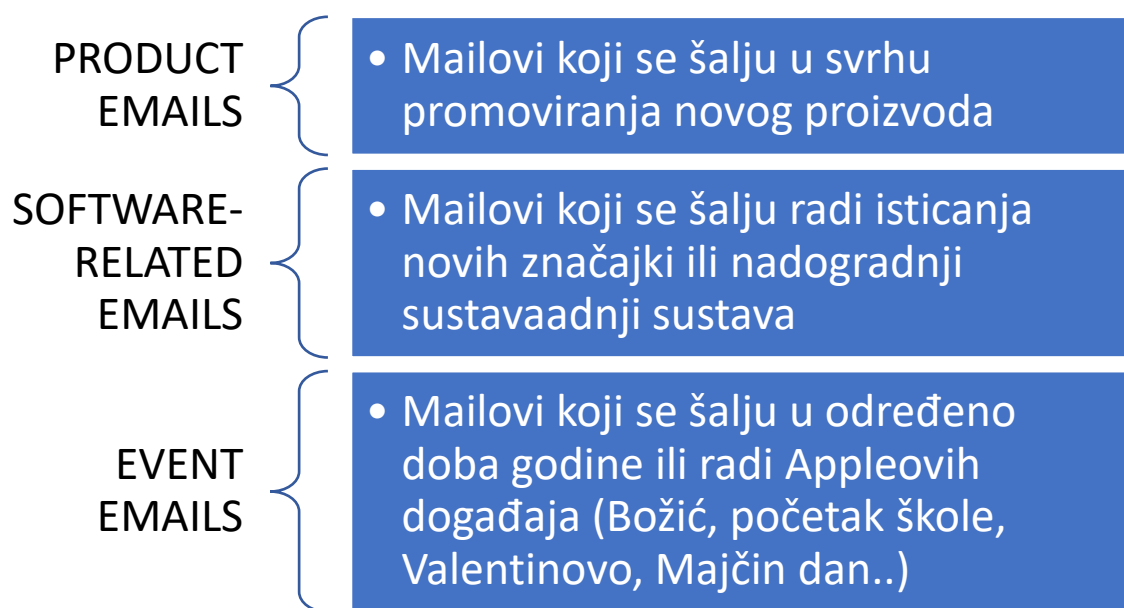 PRODUCT
EMAILS
• Mailovi koji se šalju u svrhu
promoviranja novog proizvoda
SOFTWARE-
RELATED
EMAILS
• Mailovi koji se šalju radi isticanja
novih značajki ili nadogradnji
sustavaadnji sustava
EVENT
EMAILS
• Mailovi koji se šalju u određeno
doba godine ili radi Appleovih
događaja (Božić, početak škole,
Valentinovo, Majčin dan..)